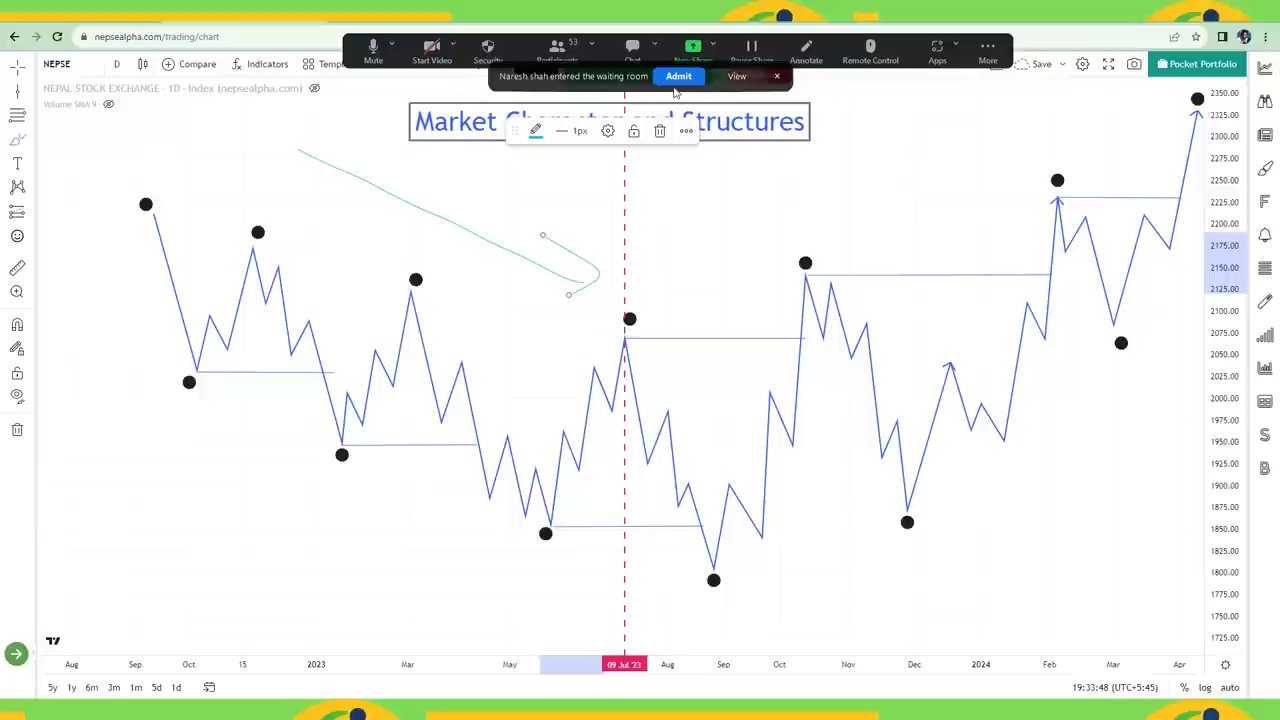 nepsealpha.com/trading/chart
53
Mute
Start Video
Security
Participants
Chat
New Share
Pause Share
Annotate
Remote Control
Apps
More
NEPSE
D
Compare
Indicators
Save
Pocket Portfolio
Naresh shah entered the waiting room
Admit
View
NEPAL STOCK EXCHANGE · 1D · Index (nepsealpha.com)
Volume SMA 9
Market Character and Structures
1px
2350.00
2325.00
2300.00
2275.00
2250.00
2225.00
2200.00
2175.00
2150.00
2125.00
2100.00
2075.00
2050.00
2025.00
2000.00
1975.00
1950.00
1925.00
1900.00
1875.00
1850.00
1825.00
1800.00
1775.00
1750.00
1725.00
Aug Sep Oct 15 2023 Mar May 09 Jul '23 Aug Sep Oct Nov Dec 2024 Feb Mar Apr
5y 1y 6m 3m 1m 5d 1d
19:33:48 (UTC+5:45) % log auto